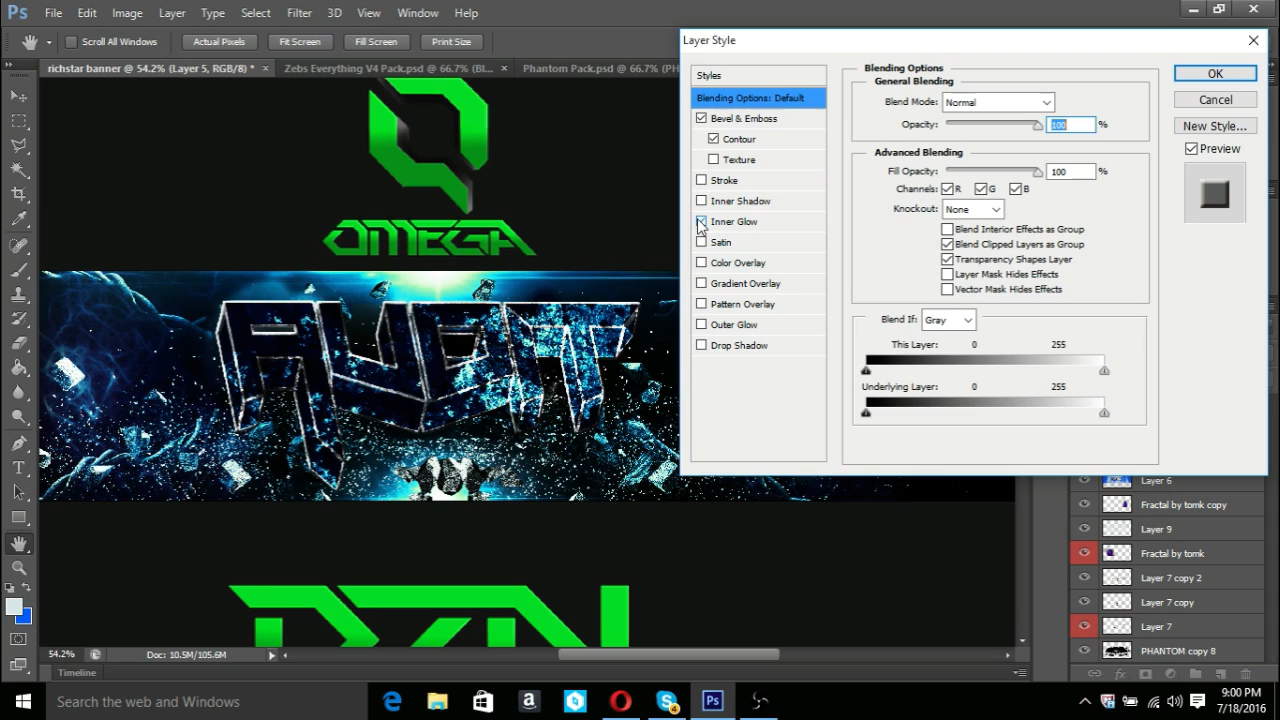 Ps File Edit Image Layer Type Select Filter 3D View Window Help
Scroll All Windows Actual Pixels Fit Screen Fill Screen Print Size
richstar banner @ 54.2% (Layer 5, RGB/8) * × Zebs Everything V4 Pack.psd @ 66.7% (BL... × Phantom Pack.psd @ 66.7% (PH
OMEGA
Layer Style
Styles
Blending Options: Default
Bevel & Emboss
Contour
Texture
Stroke
Inner Shadow
Inner Glow
Satin
Color Overlay
Gradient Overlay
Pattern Overlay
Outer Glow
Drop Shadow
Blending Options
General Blending
Blend Mode: Normal
Opacity: 100 %
Advanced Blending
Fill Opacity: 100 %
Channels: R G B
Knockout: None
Blend Interior Effects as Group
Blend Clipped Layers as Group
Transparency Shapes Layer
Layer Mask Hides Effects
Vector Mask Hides Effects
Blend If: Gray
This Layer: 0 255
Underlying Layer: 0 255
OK
Cancel
New Style...
Preview
Layer 6
Fractal by tomk copy
Layer 9
Fractal by tomk
Layer 7 copy 2
Layer 7 copy
Layer 7
PHANTOM copy 8
54.2% Doc: 10.5M/105.6M
Timeline
Search the web and Windows
4
Ps
9:00 PM
7/18/2016